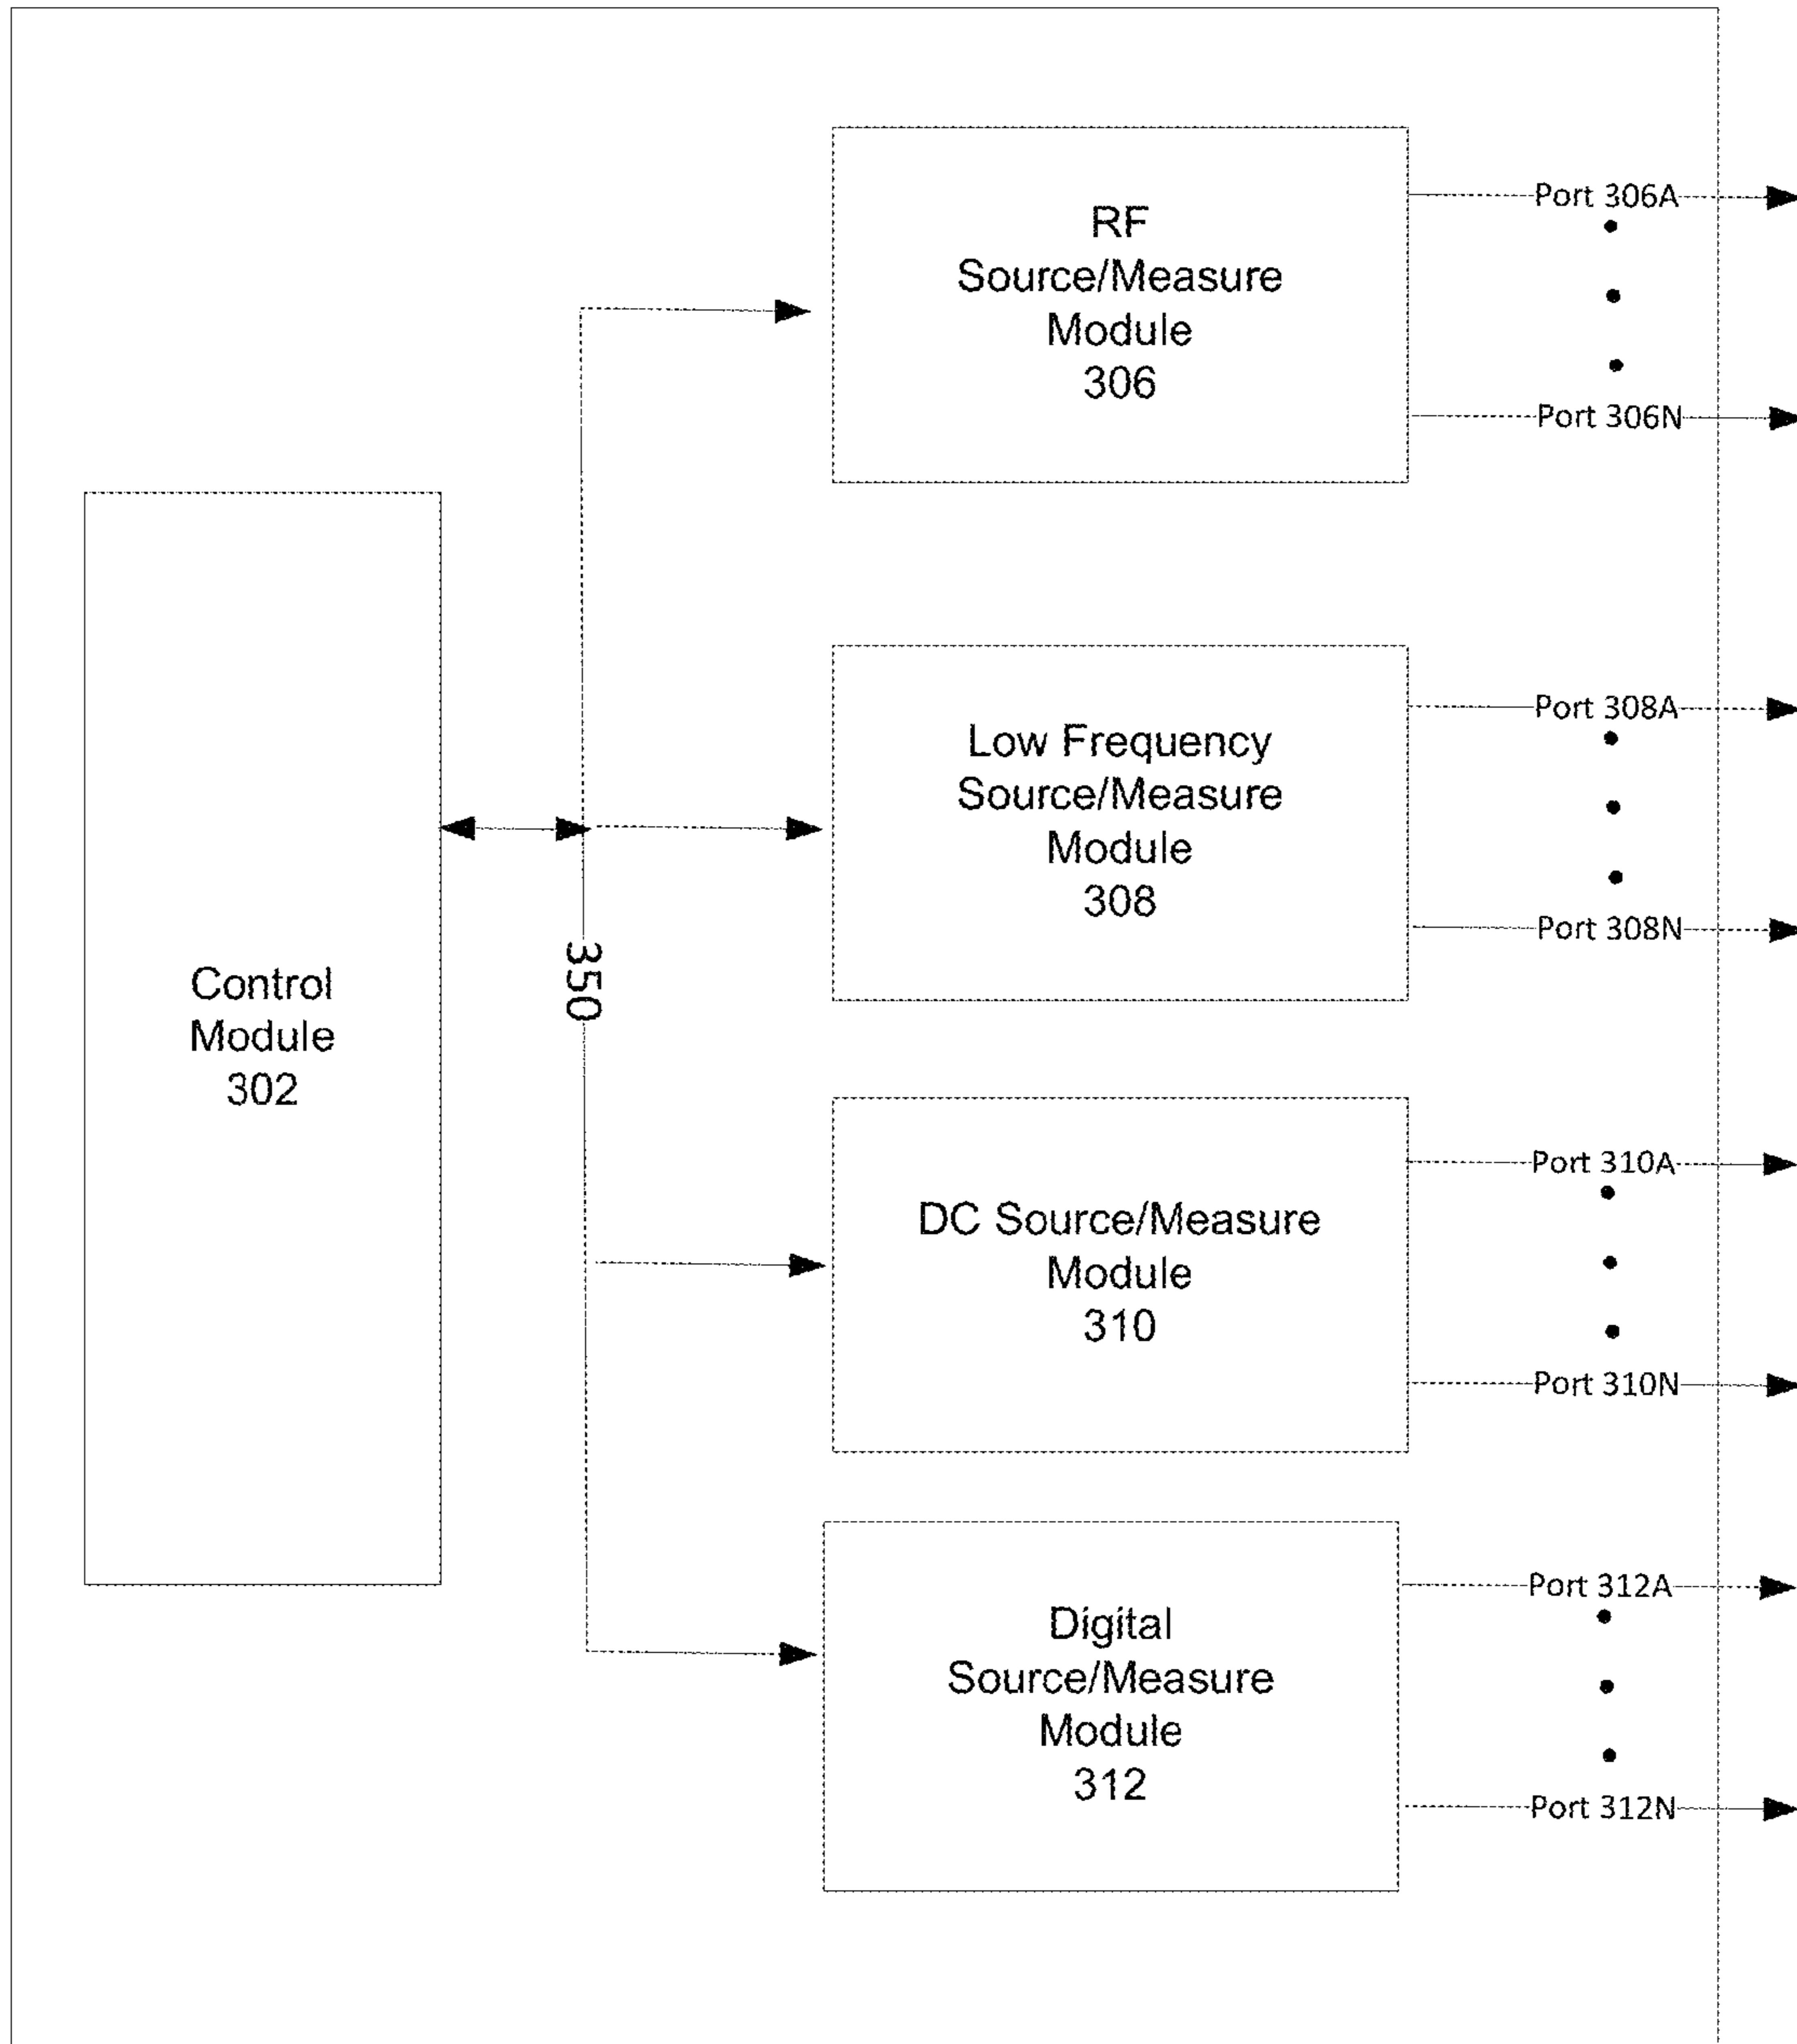 Control
Module
302
350
RF
Source/Measure
Module
306
Port 306A
Port 306N
Low Frequency
Source/Measure
Module
308
Port 308A
Port 308N
DC Source/Measure
Module
310
Port 310A
Port 310N
Digital
Source/Measure
Module
312
Port 312A
Port 312N